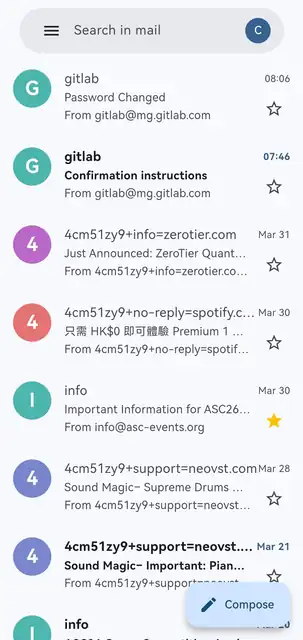 Search in mail
C
G
gitlab
08:06
Password Changed
From gitlab@mg.gitlab.com
G
gitlab
07:46
Confirmation instructions
From gitlab@mg.gitlab.com
4
4cm51zy9+info=zerotier.com
Mar 31
Just Announced: ZeroTier Quant...
From 4cm51zy9+info=zerotier.co...
4
4cm51zy9+no-reply=spotify.c...
Mar 30
只需 HK$0 即可體驗 Premium 1 ...
From 4cm51zy9+no-reply=spotif...
I
info
Mar 30
Important Information for ASC26...
From info@asc-events.org
4
4cm51zy9+support=neovst.com
Mar 28
Sound Magic− Supreme Drums ...
From 4cm51zy9+support=neovst...
4
4cm51zy9+support=neovst....
Mar 21
Sound Magic− Important: Pian...
From 4cm51zy9+support=neovst...
I
info
Compose